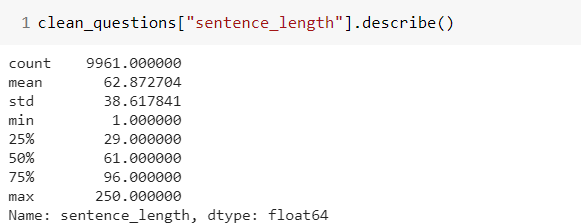 1 clean_questions["sentence_length"].describe()
count    9961.000000
mean       62.872704
std        38.617841
min         1.000000
25%        29.000000
50%        61.000000
75%        96.000000
max       250.000000
Name: sentence_length, dtype: float64